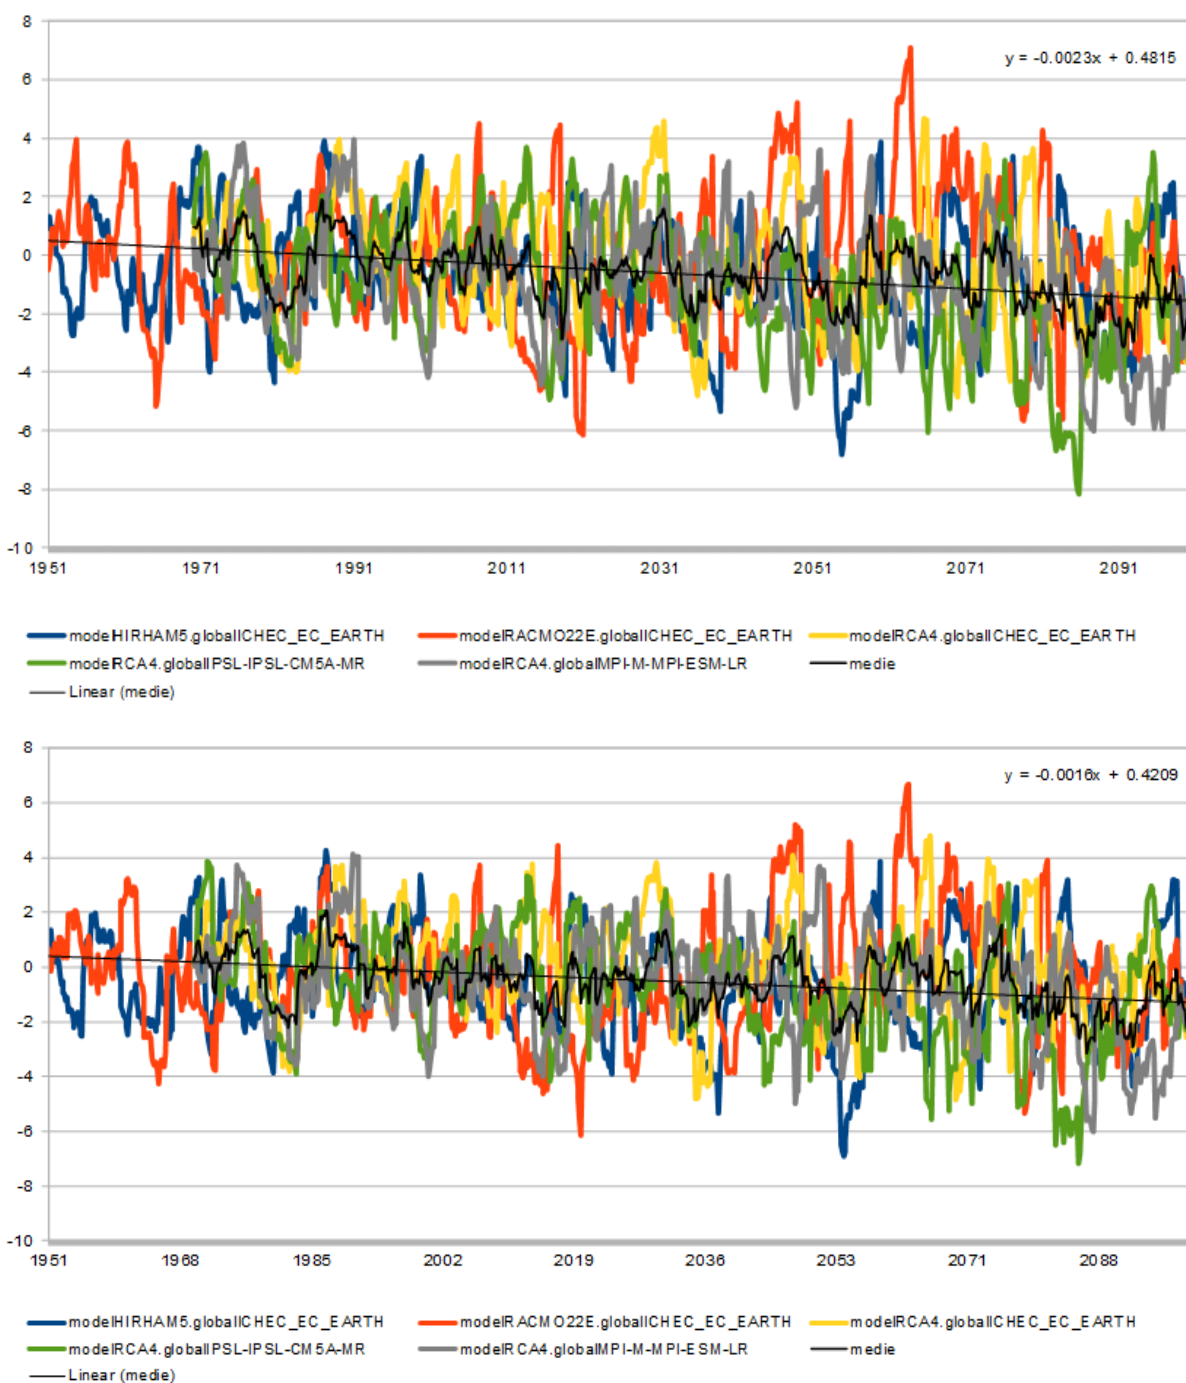 8
y = -0.0023x + 0.4815
6
4
2
0
-2
-4
-6
-8
-10
1951 1971 1991 2011 2031 2051 2071 2091
modelHIRHAM5.globalICHEC_EC_EARTH modelRACMO22E.globalICHEC_EC_EARTH modelRCA4.globalICHEC_EC_EARTH
modelRCA4.globalIPSL-IPSL-CM5A-MR modelRCA4.globalMPI-M-MPI-ESM-LR medie
Linear (medie)
8
y = -0.0016x + 0.4209
6
4
2
0
-2
-4
-6
-8
-10
1951 1968 1985 2002 2019 2036 2053 2071 2088
modelHIRHAM5.globalICHEC_EC_EARTH modelRACMO22E.globalICHEC_EC_EARTH modelRCA4.globalICHEC_EC_EARTH
modelRCA4.globalIPSL-IPSL-CM5A-MR modelRCA4.globalMPI-M-MPI-ESM-LR medie
Linear (medie)